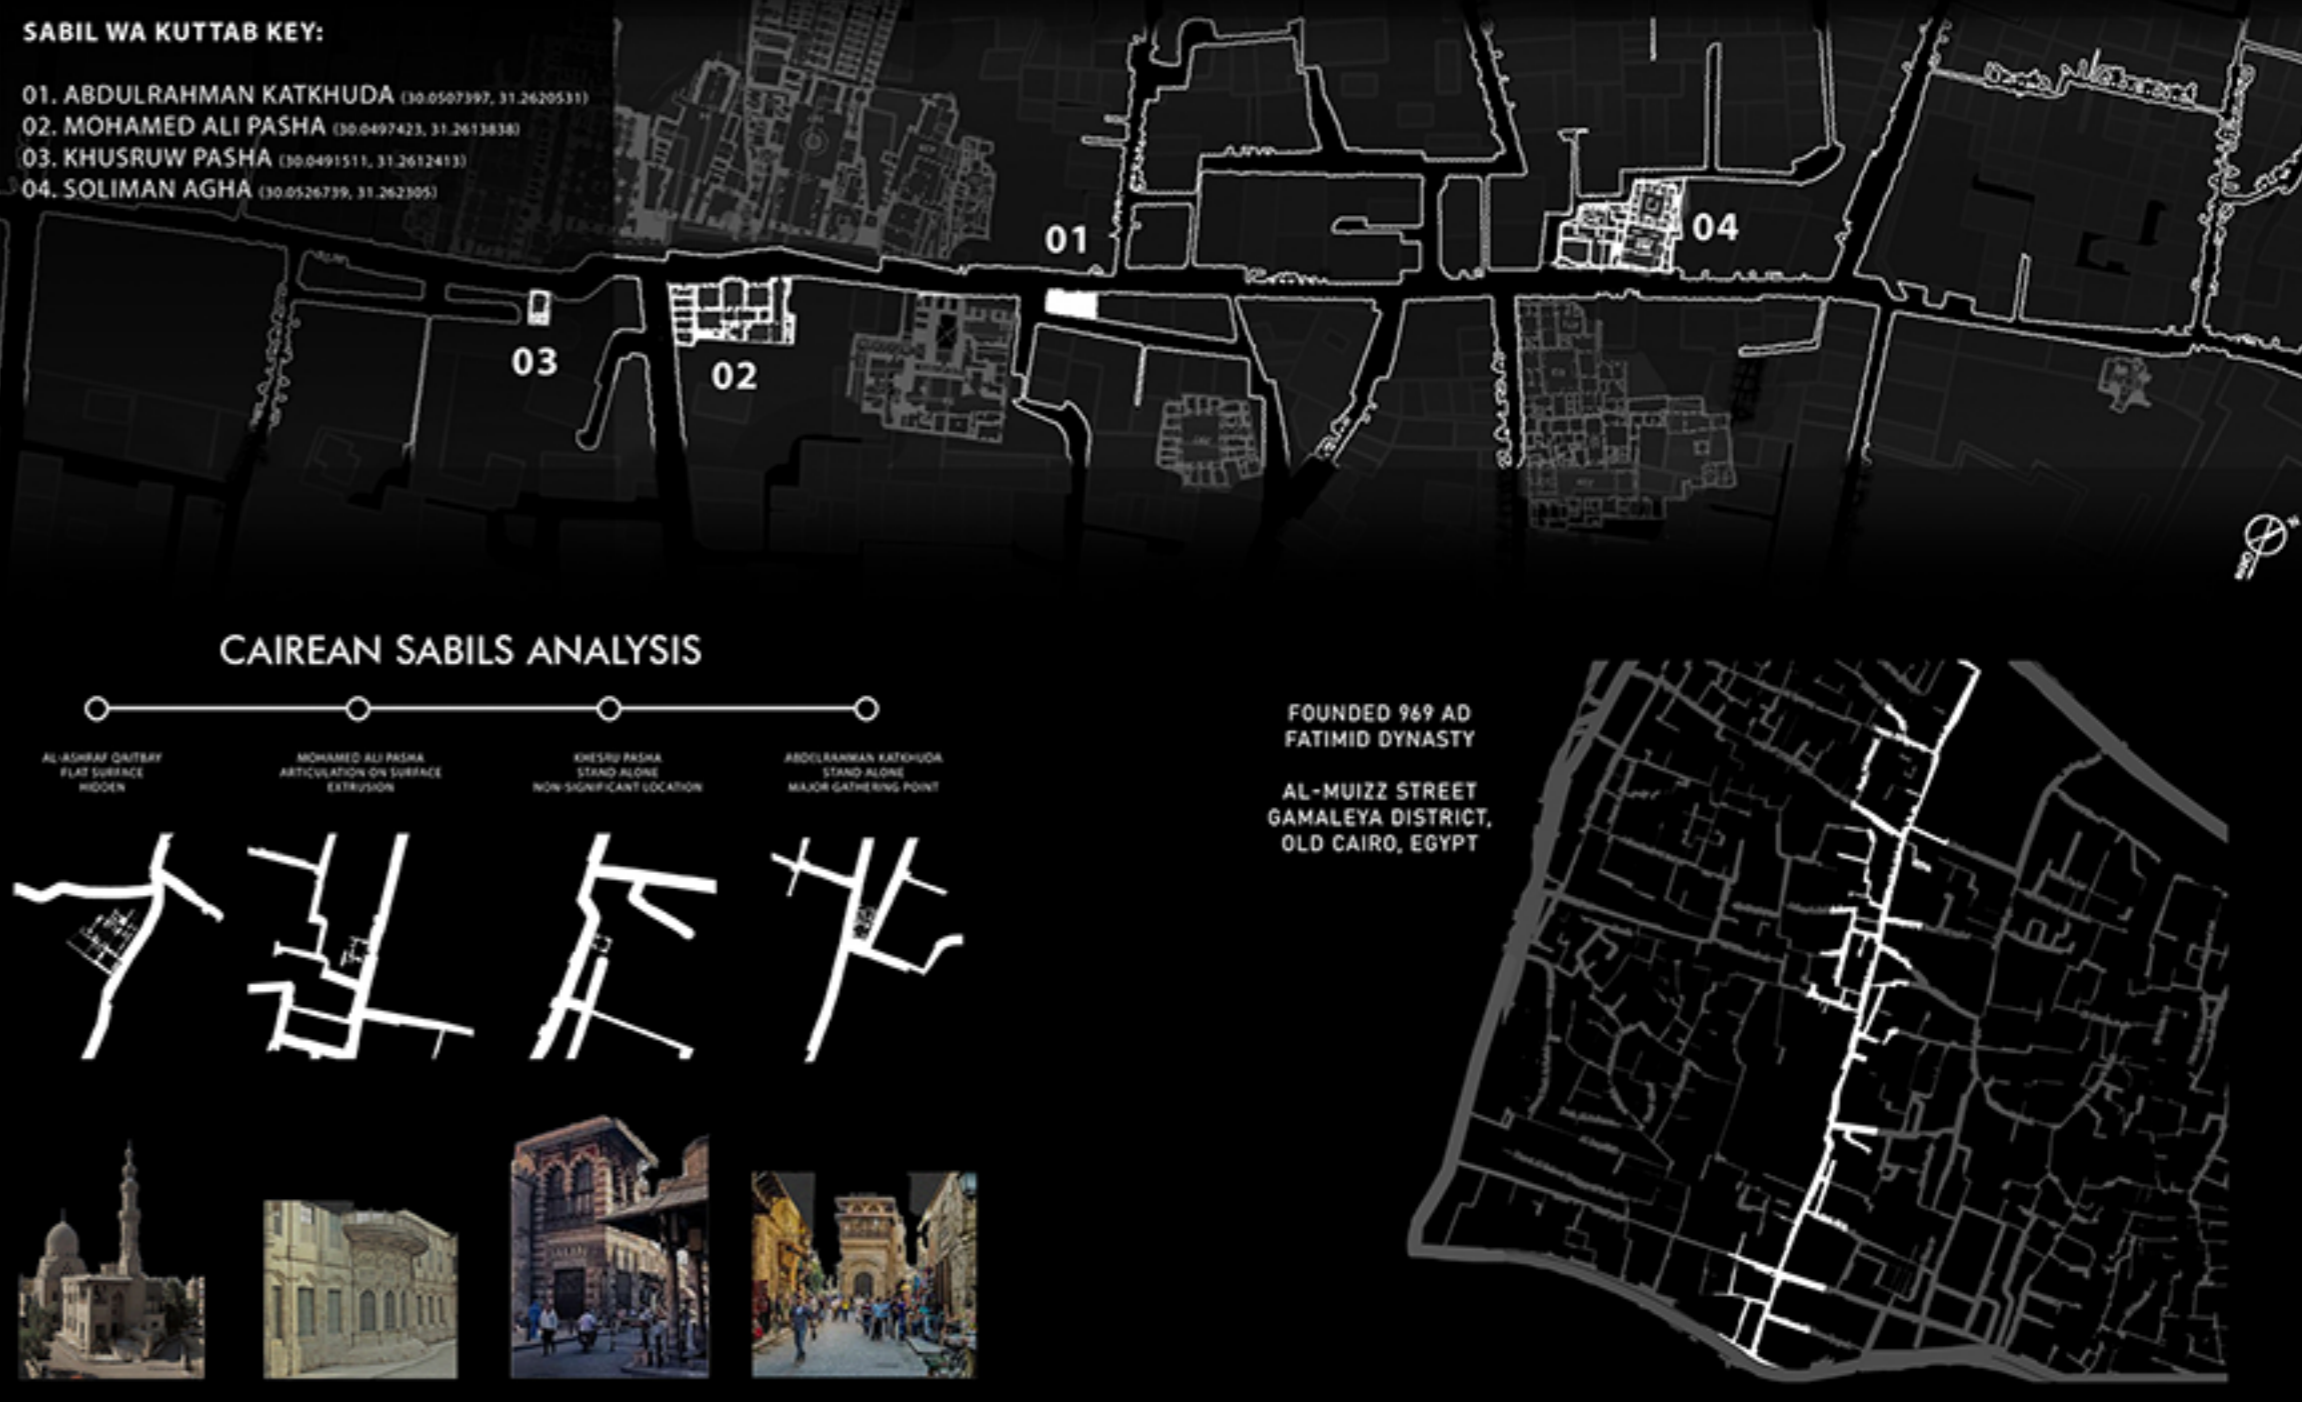 SABIL WA KUTTAB KEY:
01. ABDULRAHMAN KATKHUDA (30.0507397, 31.2620531)
02. MOHAMED ALI PASHA (30.0497423, 31.2613838)
03. KHUSRUW PASHA (30.0491511, 31.2612413)
04. SOLIMAN AGHA (30.0526739, 31.262305)
01
04
03
02
CAIREAN SABILS ANALYSIS
AL-ASHRAF QAITBAY
FLAT SURFACE
HIDDEN
MOHAMED ALI PASHA
ARTICULATION ON SURFACE
EXTRUSION
KHESRU PASHA
STAND ALONE
NON-SIGNIFICANT LOCATION
ABDELRAHMAN KATKHUDA
STAND ALONE
MAJOR GATHERING POINT
FOUNDED 969 AD
FATIMID DYNASTY
AL-MUIZZ STREET
GAMALEYA DISTRICT,
OLD CAIRO, EGYPT